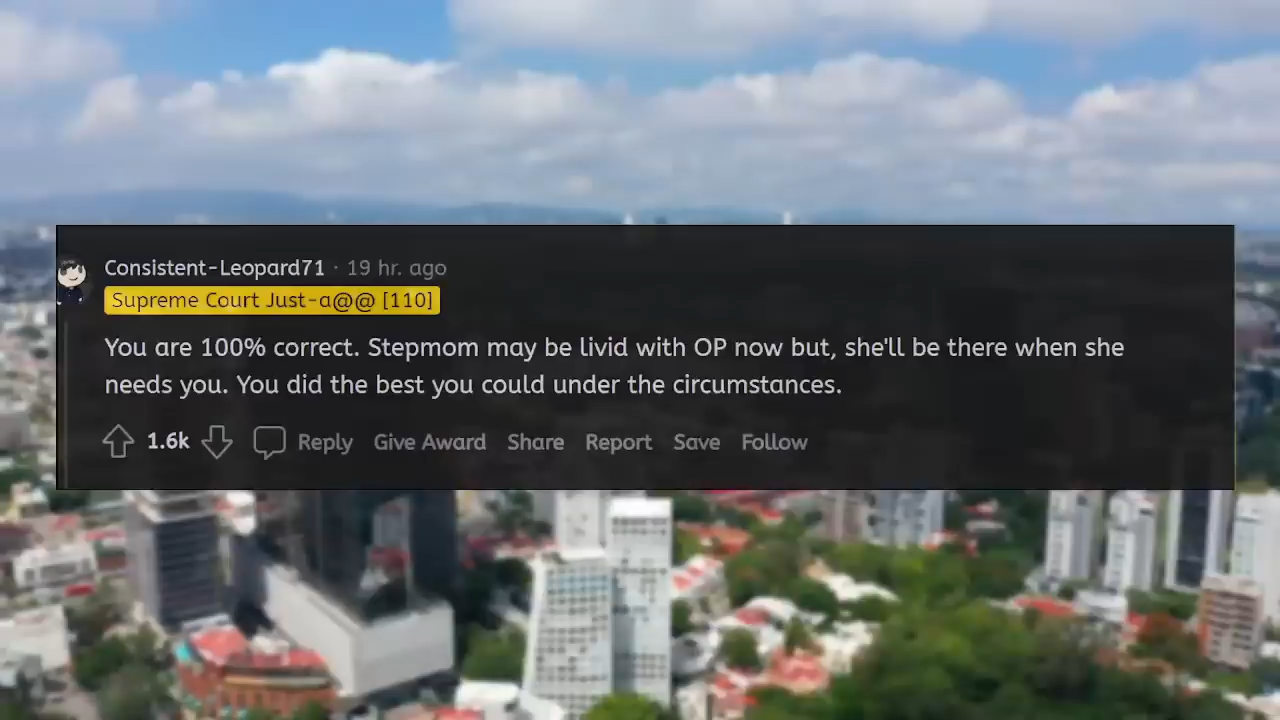 Consistent-Leopard71 · 19 hr. ago
Supreme Court Just-a@@ [110]
You are 100% correct. Stepmom may be livid with OP now but, she'll be there when she
needs you. You did the best you could under the circumstances.
1.6k Reply Give Award Share Report Save Follow